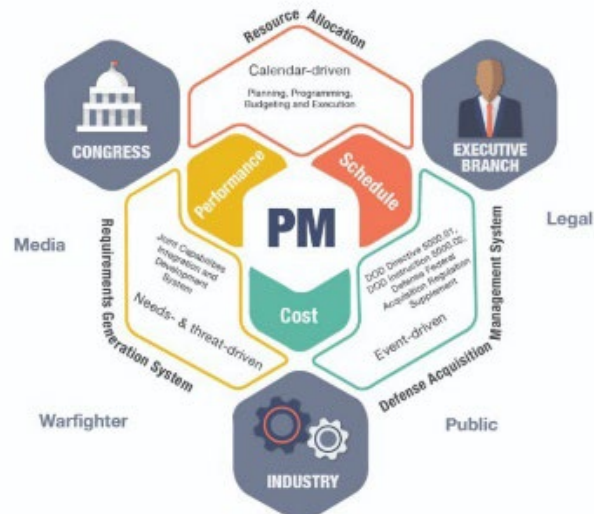 Resource Allocation
Calendar-driven
Planning, Programming,
Budgeting and Execution
CONGRESS
EXECUTIVE
BRANCH
Performance
Schedule
PM
Cost
Media
Legal
Requirements Generation System
Joint Capabilities
Integration and
Development
System
Needs- & threat-driven
DOD Directive 5000.01,
DOD Instruction 5000.02,
Defense Federal
Acquisition Regulation
Supplement
Event-driven
Defense Acquisition Management System
Warfighter
Public
INDUSTRY